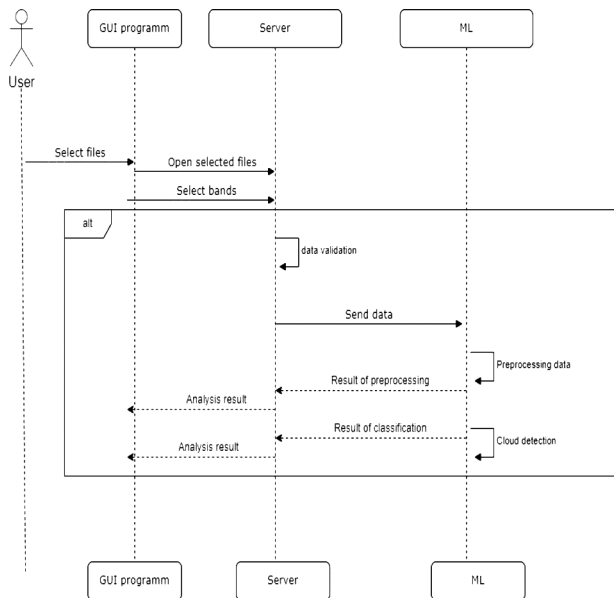 GUI programm
Server
ML
User
Select files
Open selected files
Select bands
alt
data validation
Send data
Preprocessing data
Result of preprocessing
Analysis result
Result of classification
Cloud detection
Analysis result
GUI programm
Server
ML